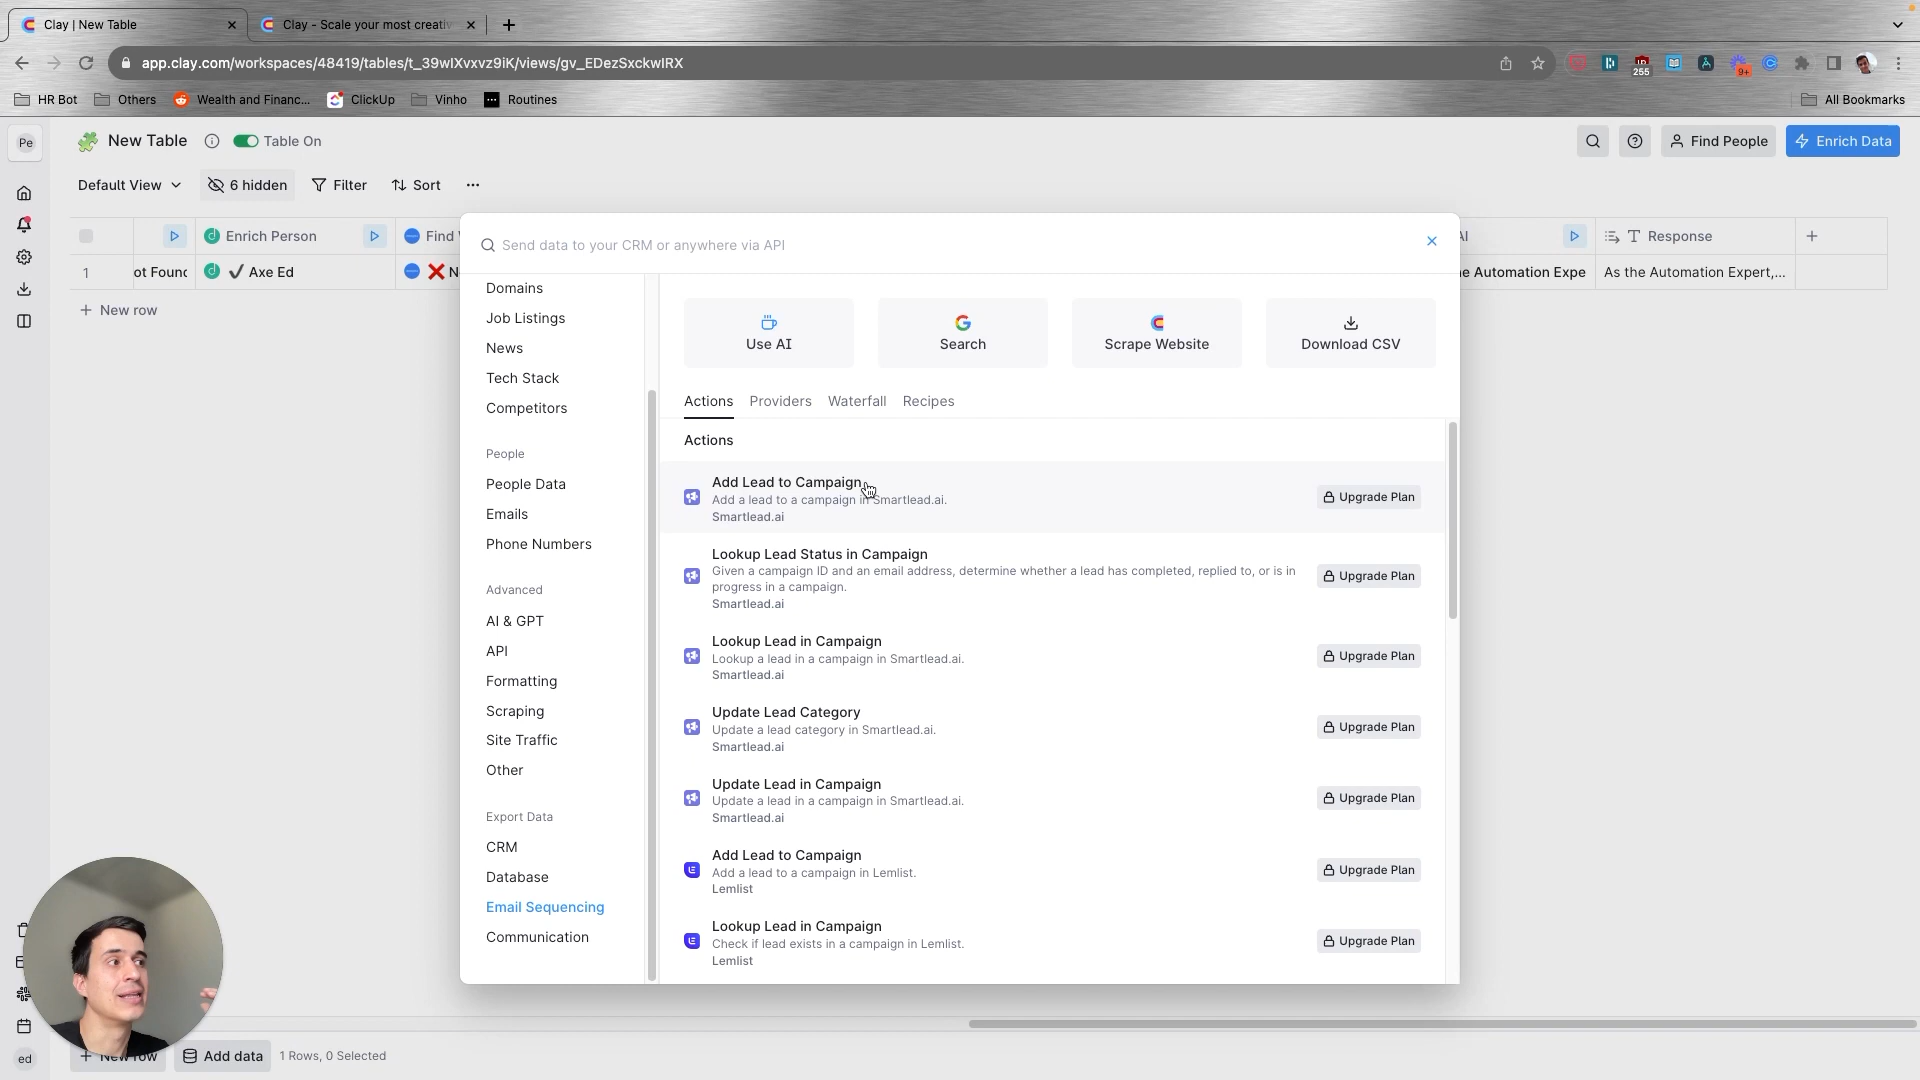 Clay | New Table
Clay - Scale your most creativ
app.clay.com/workspaces/48419/tables/t_39wIXvxvz9iK/views/gv_EDezSxckwIRX
255
9+
HR Bot
Others
Wealth and Financ...
ClickUp
Vinho
Routines
All Bookmarks
Pe
New Table
Table On
Find People
Enrich Data
Default View
6 hidden
Filter
Sort
Enrich Person
Find
AI
Response
1
ot Found
Axe Ed
e Automation Expe
As the Automation Expert,...
New row
Send data to your CRM or anywhere via API
Domains
Job Listings
News
Tech Stack
Competitors
People
People Data
Emails
Phone Numbers
Advanced
AI & GPT
API
Formatting
Scraping
Site Traffic
Other
Export Data
CRM
Database
Email Sequencing
Communication
Use AI
Search
Scrape Website
Download CSV
Actions
Providers
Waterfall
Recipes
Actions
Add Lead to Campaign
Add a lead to a campaign in Smartlead.ai.
Smartlead.ai
Upgrade Plan
Lookup Lead Status in Campaign
Given a campaign ID and an email address, determine whether a lead has completed, replied to, or is in
progress in a campaign.
Smartlead.ai
Upgrade Plan
Lookup Lead in Campaign
Lookup a lead in a campaign in Smartlead.ai.
Smartlead.ai
Upgrade Plan
Update Lead Category
Update a lead category in Smartlead.ai.
Smartlead.ai
Upgrade Plan
Update Lead in Campaign
Update a lead in a campaign in Smartlead.ai.
Smartlead.ai
Upgrade Plan
Add Lead to Campaign
Add a lead to a campaign in Lemlist.
Lemlist
Upgrade Plan
Lookup Lead in Campaign
Check if lead exists in a campaign in Lemlist.
Lemlist
Upgrade Plan
ed
New row
Add data
1 Rows, 0 Selected